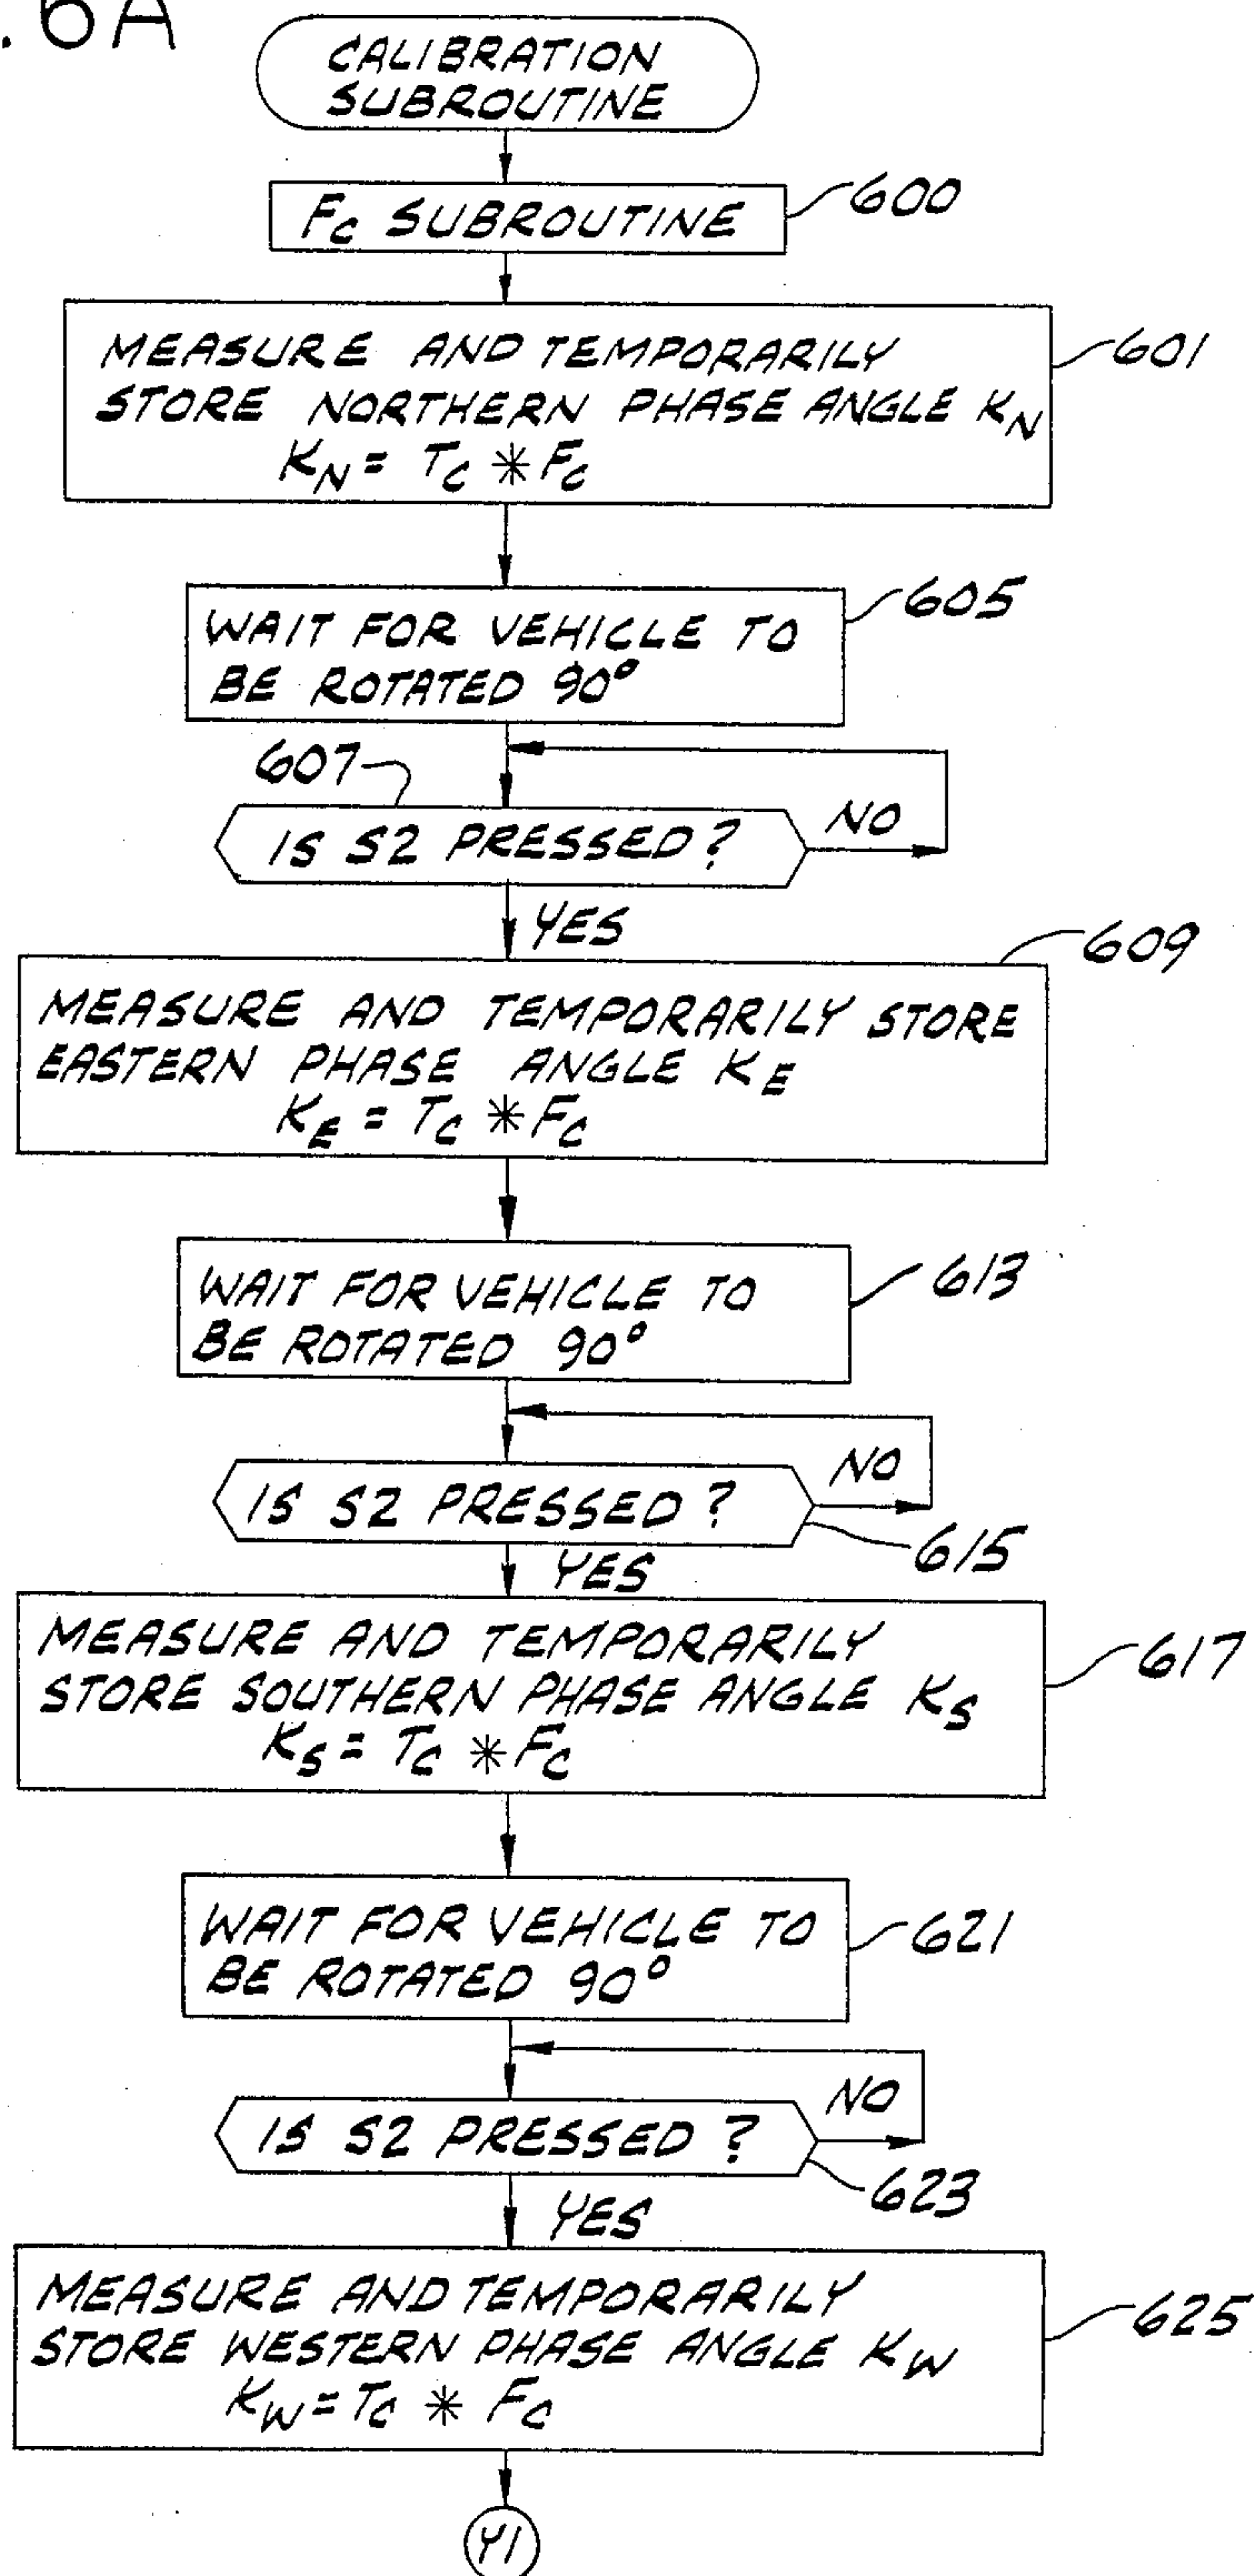 . 6A
CALIBRATION
SUBROUTINE
FC SUBROUTINE
600
MEASURE AND TEMPORARILY
STORE NORTHERN PHASE ANGLE KN
KN = TC * FC
601
WAIT FOR VEHICLE TO
BE ROTATED 90°
605
607
IS S2 PRESSED?
NO
YES
609
MEASURE AND TEMPORARILY STORE
EASTERN PHASE ANGLE KE
KE = TC * FC
WAIT FOR VEHICLE TO
BE ROTATED 90°
613
IS S2 PRESSED?
NO
615
YES
MEASURE AND TEMPORARILY
STORE SOUTHERN PHASE ANGLE KS
KS = TC * FC
617
WAIT FOR VEHICLE TO
BE ROTATED 90°
621
IS S2 PRESSED?
NO
623
YES
MEASURE AND TEMPORARILY
STORE WESTERN PHASE ANGLE KW
KW = TC * FC
625
Y1